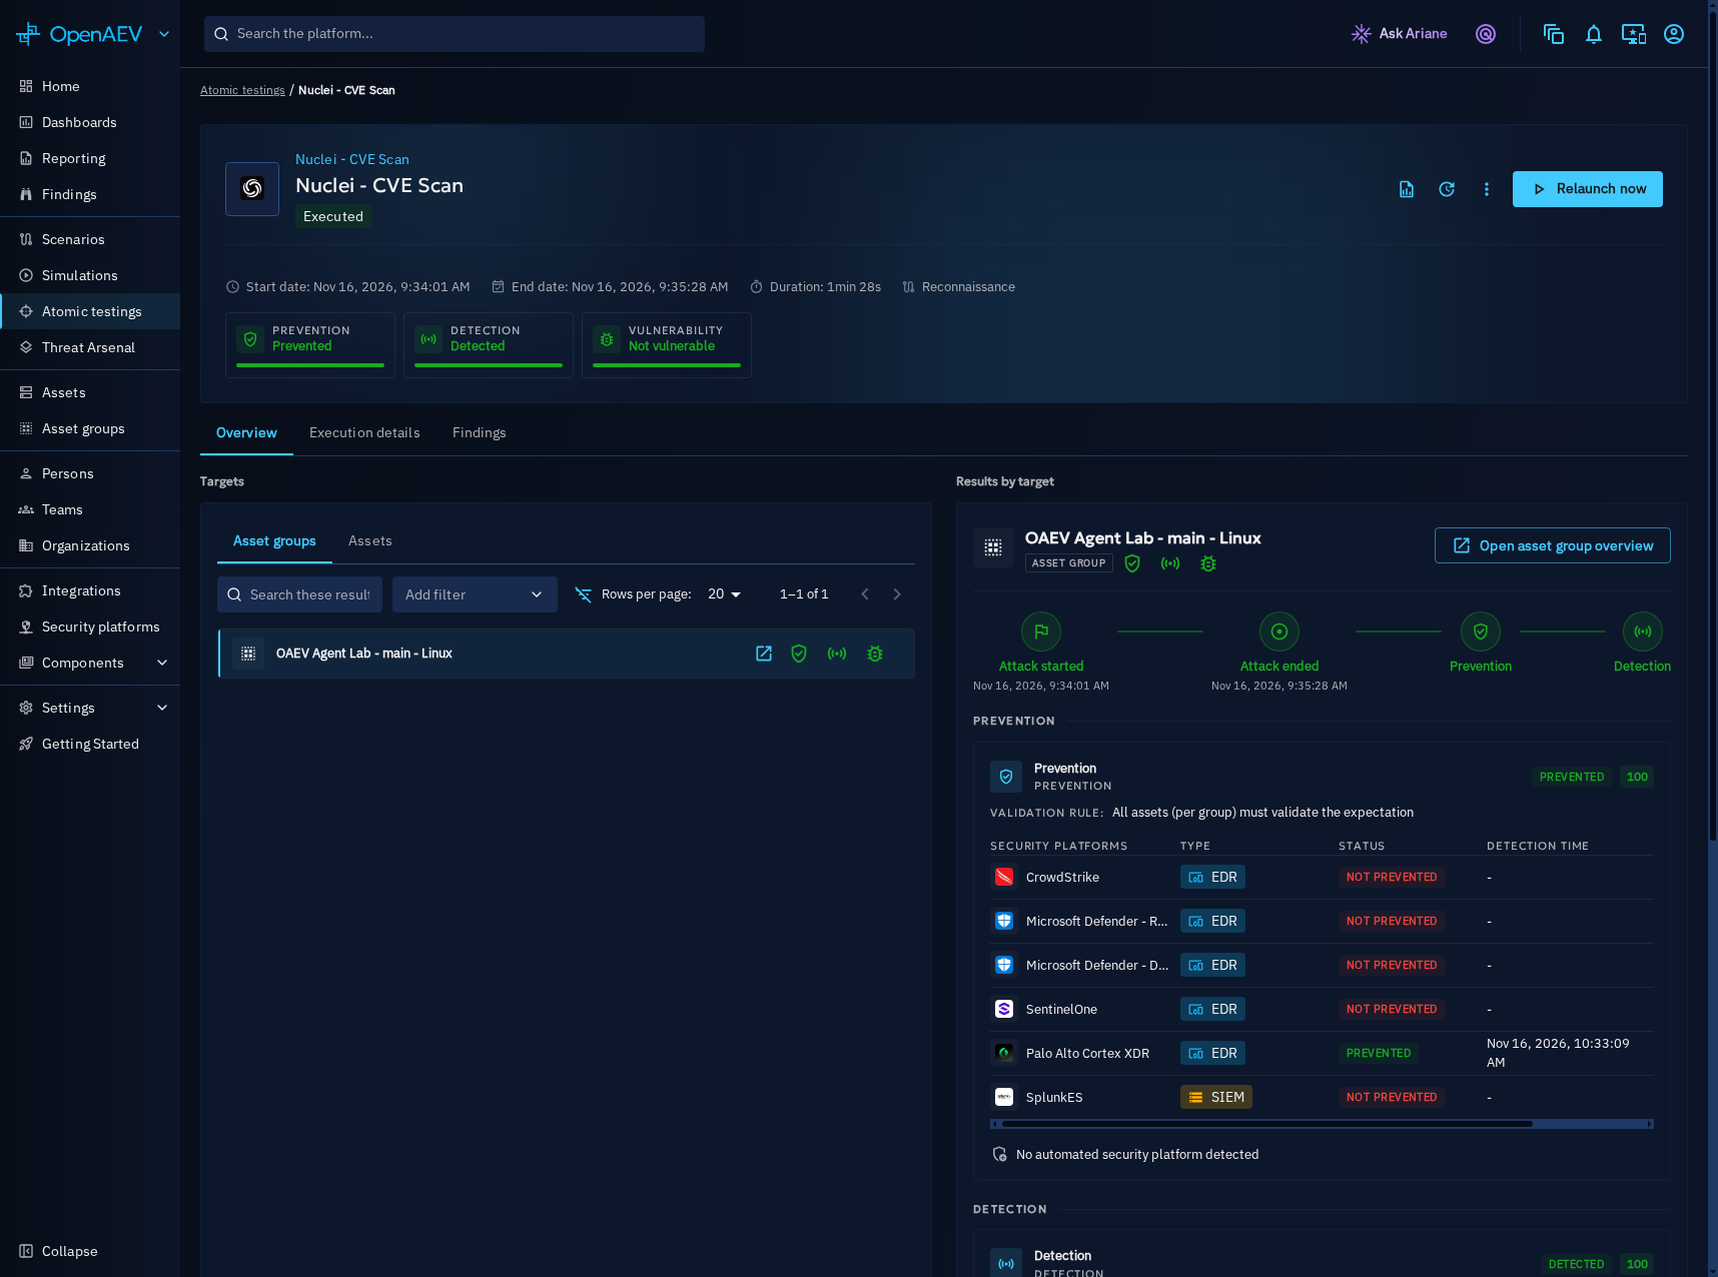 OpenAEV
Search the platform...
Ask Ariane
Home
Dashboards
Reporting
Findings
Scenarios
Simulations
Atomic testings
Threat Arsenal
Assets
Asset groups
Persons
Teams
Organizations
Integrations
Security platforms
Components
Settings
Getting Started
Collapse
Atomic testings / Nuclei - CVE Scan
Nuclei - CVE Scan
Nuclei - CVE Scan
Executed
Relaunch now
Start date: Nov 16, 2026, 9:34:01 AM
End date: Nov 16, 2026, 9:35:28 AM
Duration: 1min 28s
Reconnaissance
PREVENTION
Prevented
DETECTION
Detected
VULNERABILITY
Not vulnerable
Overview
Execution details
Findings
Targets
Asset groups
Assets
Search these result
Add filter
Rows per page:
20
1–1 of 1
OAEV Agent Lab - main - Linux
Results by target
OAEV Agent Lab - main - Linux
ASSET GROUP
Open asset group overview
Attack started
Nov 16, 2026, 9:34:01 AM
Attack ended
Nov 16, 2026, 9:35:28 AM
Prevention
Detection
PREVENTION
Prevention
PREVENTION
PREVENTED
100
VALIDATION RULE: All assets (per group) must validate the expectation
SECURITY PLATFORMS TYPE STATUS DETECTION TIME
CrowdStrike EDR NOT PREVENTED -
Microsoft Defender - R... EDR NOT PREVENTED -
Microsoft Defender - D... EDR NOT PREVENTED -
SentinelOne EDR NOT PREVENTED -
Palo Alto Cortex XDR EDR PREVENTED Nov 16, 2026, 10:33:09
AM
SplunkES SIEM NOT PREVENTED -
No automated security platform detected
DETECTION
Detection
DETECTION
DETECTED
100